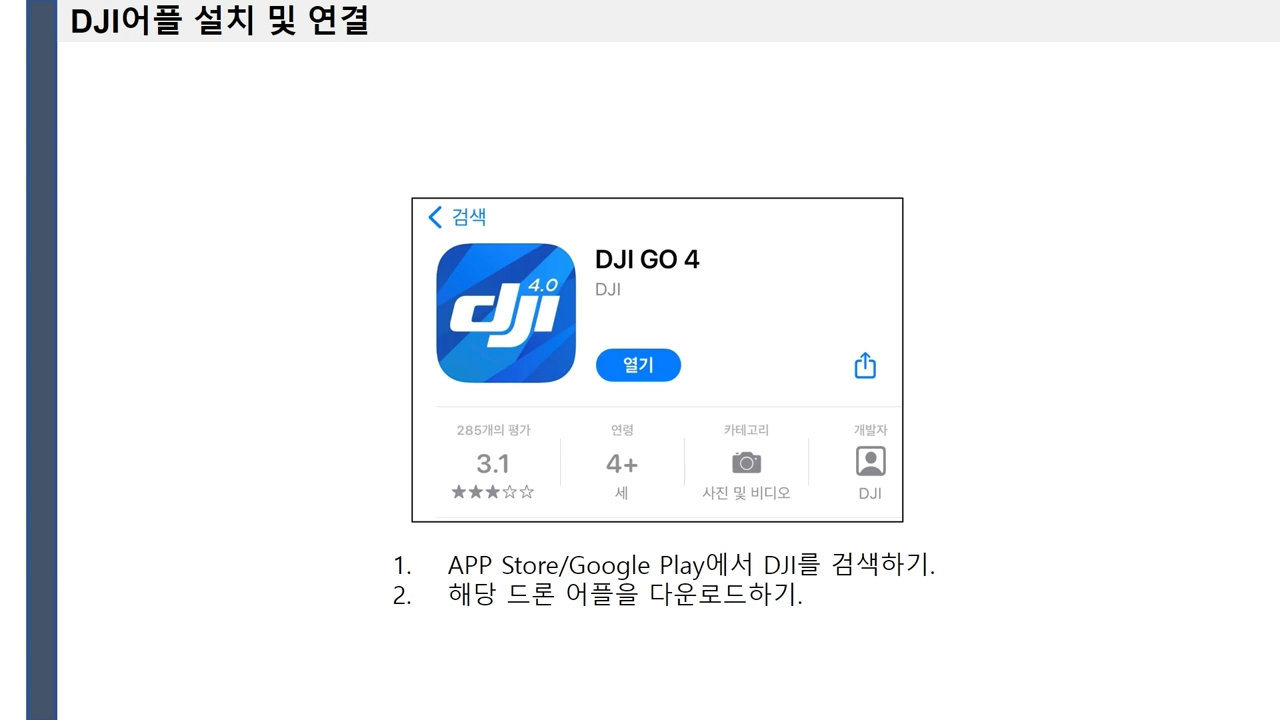 DJI어플 설치 및 연결
검색
4.0
dji
DJI GO 4
DJI
열기
285개의 평가
연령
카테고리
개발자
3.1
4+
세
사진 및 비디오
DJI
1. APP Store/Google Play에서 DJI를 검색하기.
2. 해당 드론 어플을 다운로드하기.